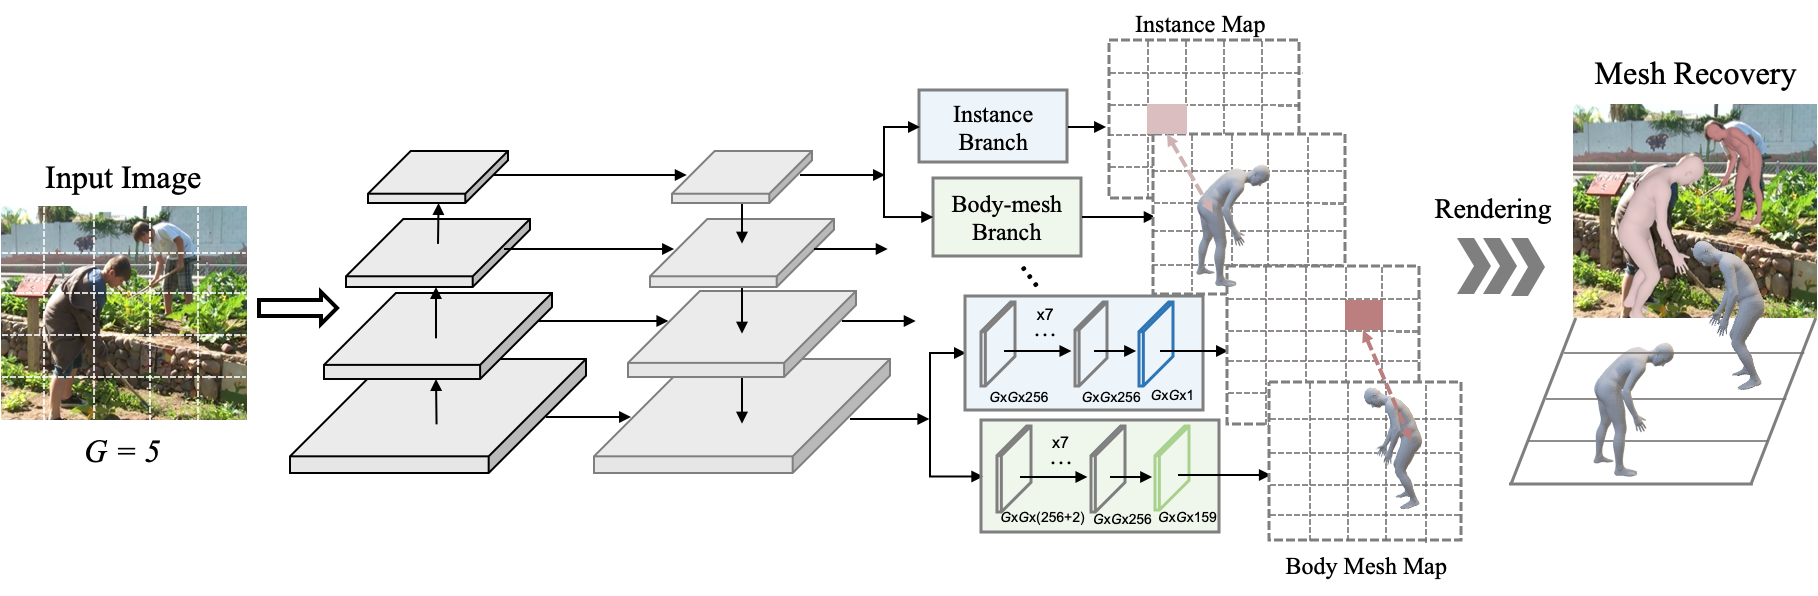 Instance Map
Mesh Recovery
Input Image
Instance
Branch
Body-mesh
Branch
Rendering
x7
...
GxGx256
GxGx256
GxGx1
x7
...
GxGx(256+2)
GxGx256
GxGx159
G = 5
Body Mesh Map